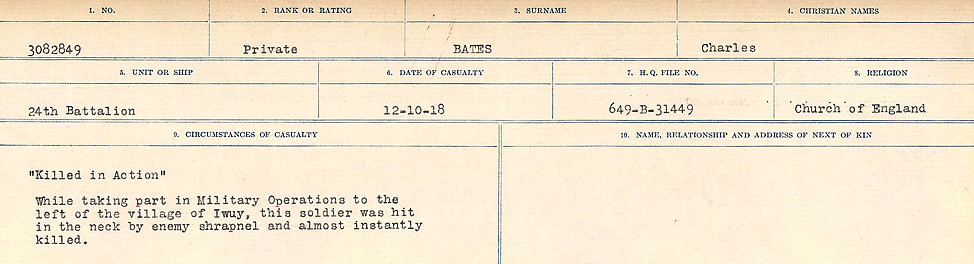 1. NO. 2. RANK OR RATING 3. SURNAME 4. CHRISTIAN NAMES
3082849 Private BATES Charles
5. UNIT OR SHIP 6. DATE OF CASUALTY 7. H.Q. FILE NO. 8. RELIGION
24th Battalion 12-10-18 649-B-31449 Church of England
9. CIRCUMSTANCES OF CASUALTY 10. NAME, RELATIONSHIP AND ADDRESS OF NEXT OF KIN
"Killed in Action"
While taking part in Military Operations to the
left of the village of Iwuy, this soldier was hit
in the neck by enemy shrapnel and almost instantly
killed.